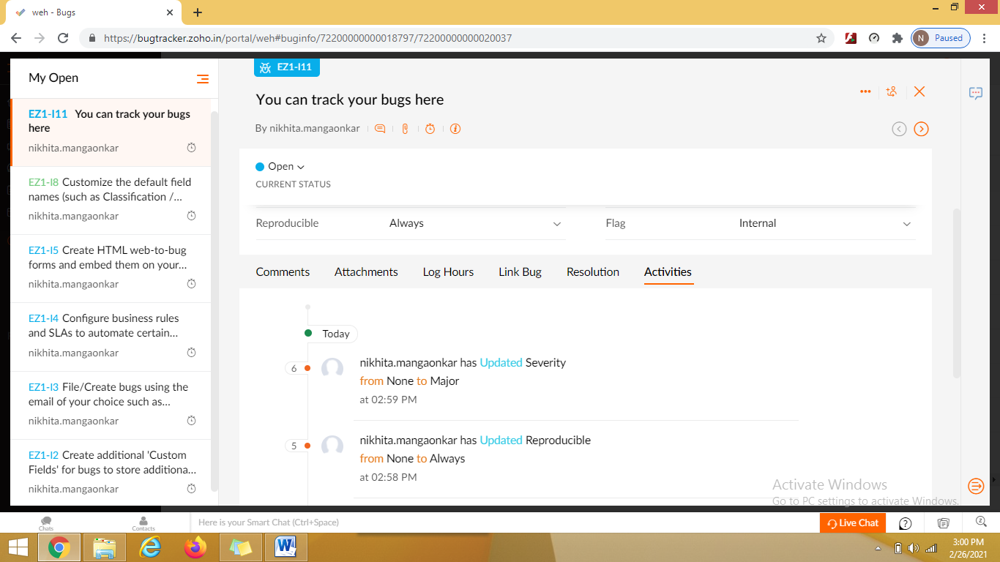 weh - Bugs
https://bugtracker.zoho.in/portal/weh#buginfo/72200000000018797/72200000000020037
N Paused
My Open
EZ1-I11 You can track your bugs
here
nikhita.mangaonkar
EZ1-I8 Customize the default field
names (such as Classification /...
nikhita.mangaonkar
EZ1-I5 Create HTML web-to-bug
forms and embed them on your...
nikhita.mangaonkar
EZ1-I4 Configure business rules
and SLAs to automate certain...
nikhita.mangaonkar
EZ1-I3 File/Create bugs using the
email of your choice such as...
nikhita.mangaonkar
EZ1-I2 Create additional 'Custom
Fields' for bugs to store additiona...
nikhita.mangaonkar
EZ1-I11
You can track your bugs here
By nikhita.mangaonkar
Open
CURRENT STATUS
Reproducible Always Flag Internal
Comments Attachments Log Hours Link Bug Resolution Activities
Today
6 nikhita.mangaonkar has Updated Severity
from None to Major
at 02:59 PM
5 nikhita.mangaonkar has Updated Reproducible
from None to Always
at 02:58 PM
Activate Windows
Go to PC settings to activate Windows.
Chats Contacts Here is your Smart Chat (Ctrl+Space) Live Chat
3:00 PM
2/26/2021